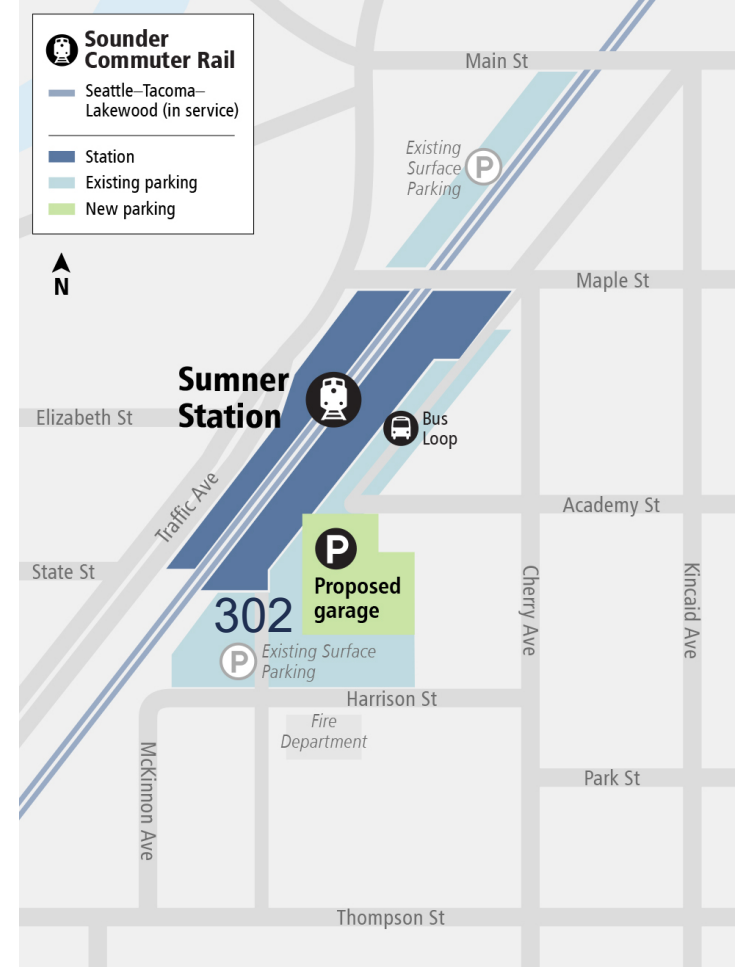 Sounder
Commuter Rail
Seattle–Tacoma–
Lakewood (in service)
Station
Existing parking
New parking
N
Main St
Existing
Surface
Parking
P
Maple St
Sumner
Station
Elizabeth St
Bus
Loop
Traffic Ave
Academy St
State St
P
Proposed
garage
302
Cherry Ave
Kincaid Ave
P
Existing Surface
Parking
Harrison St
Fire
Department
McKinnon Ave
Park St
Thompson St